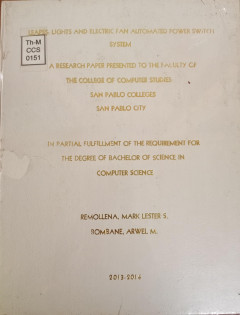 LIGHTS AND ELECTRIC FAN AUTOMATED POWER SWITCH
SYSTEM
Th-M
CCS
0151
A RESEARCH PAPER PRESENTED TO THE FACULTY OF
THE COLLEGE OF COMPUTER STUDIES
SAN PABLO COLLEGES
SAN PABLO CITY
IN PARTIAL FULFILLMENT OF THE REQUIREMENT FOR
THE DEGREE OF BACHELOR OF SCIENCE IN
COMPUTER SCIENCE
REMOLLENA, MARK LESTER S.
ROMBANE, ARWEL M.
2013-2014